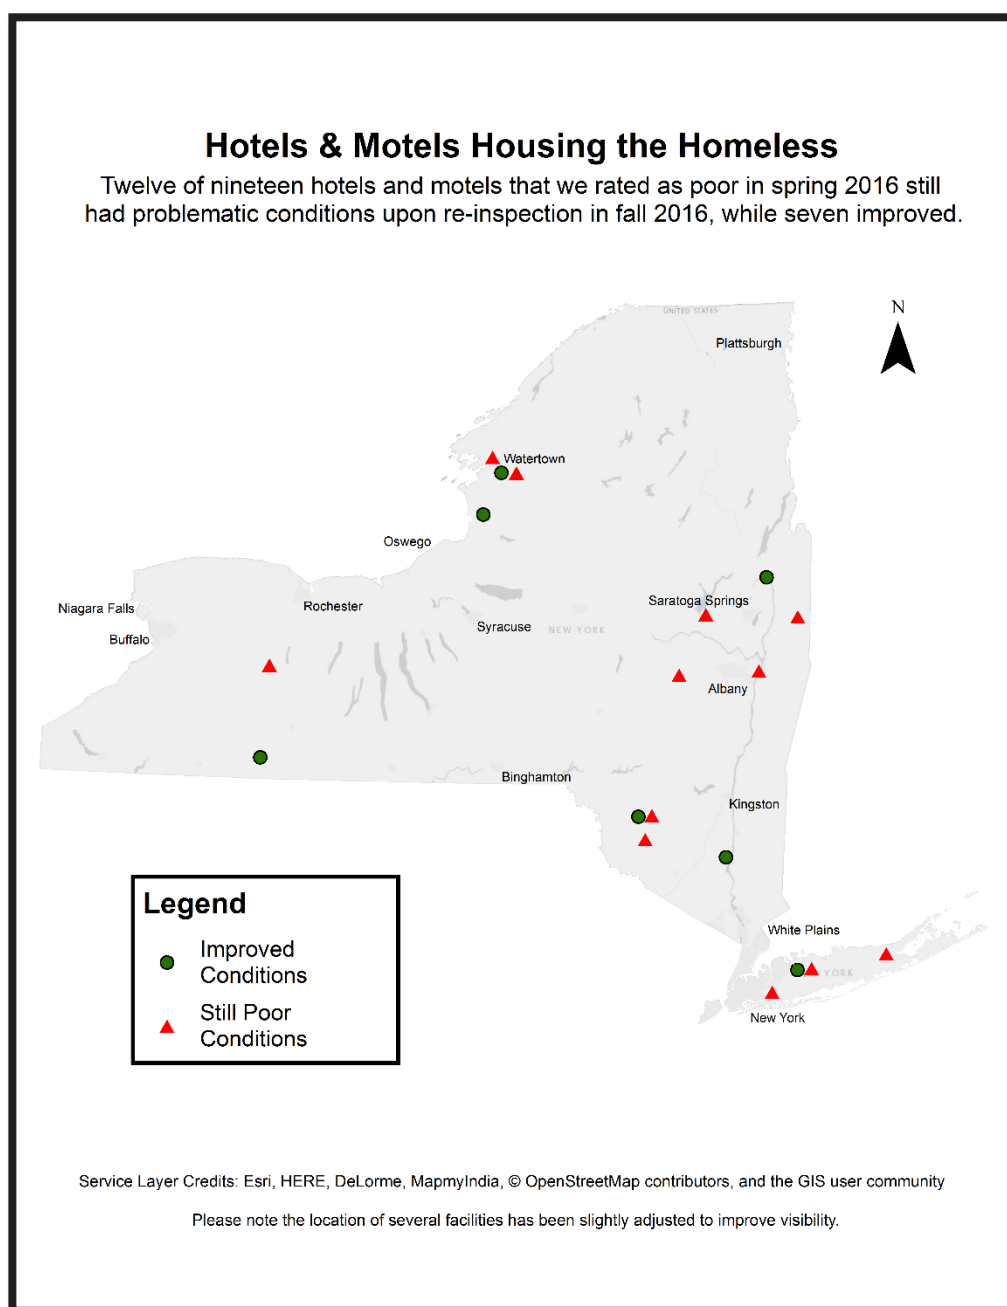 Hotels & Motels Housing the Homeless
Twelve of nineteen hotels and motels that we rated as poor in spring 2016 still
had problematic conditions upon re-inspection in fall 2016, while seven improved.
N
UNITED STATES
Plattsburgh
Watertown
Oswego
Rochester
Saratoga Springs
Niagara Falls
Syracuse
NEW YORK
Buffalo
Albany
Binghamton
Kingston
White Plains
YORK
New York
Legend
Improved
Conditions
Still Poor
Conditions
Service Layer Credits: Esri, HERE, DeLorme, MapmyIndia, © OpenStreetMap contributors, and the GIS user community
Please note the location of several facilities has been slightly adjusted to improve visibility.